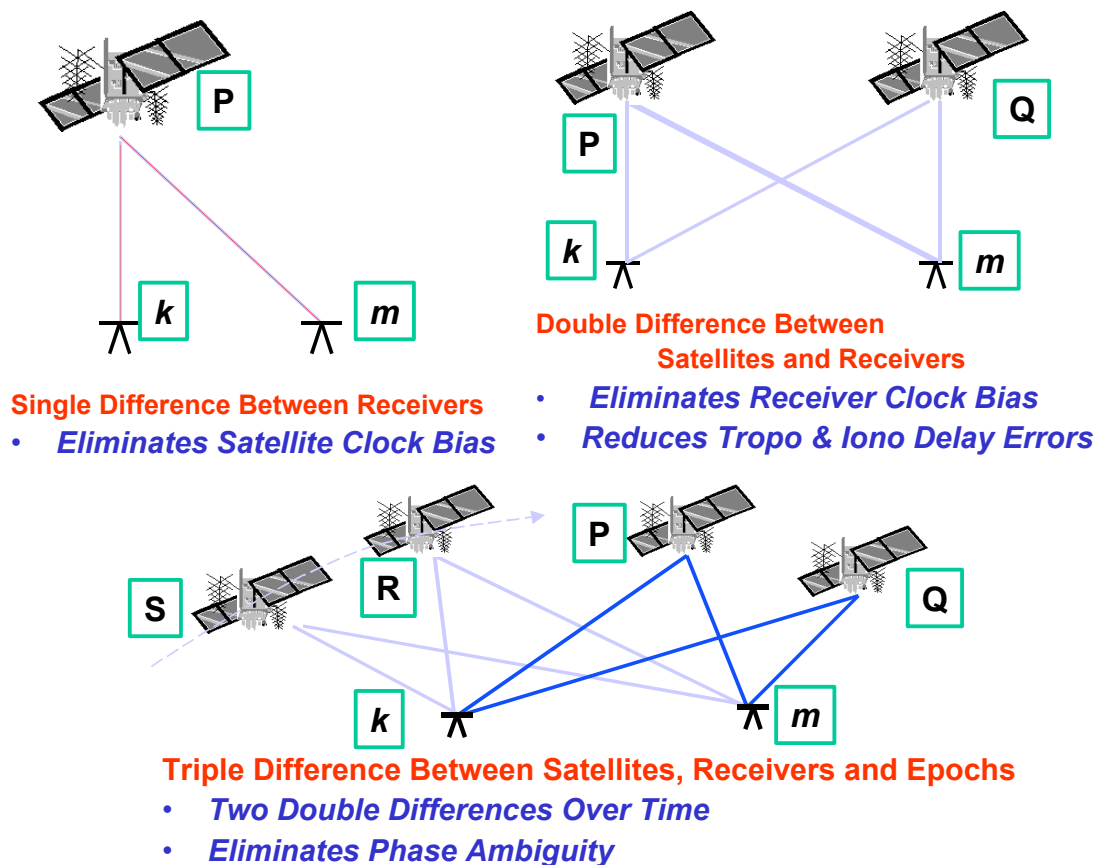 P
k
m
Single Difference Between Receivers
• Eliminates Satellite Clock Bias
P
Q
k
m
Double Difference Between
Satellites and Receivers
• Eliminates Receiver Clock Bias
• Reduces Tropo & Iono Delay Errors
S
R
P
Q
k
m
Triple Difference Between Satellites, Receivers and Epochs
• Two Double Differences Over Time
• Eliminates Phase Ambiguity